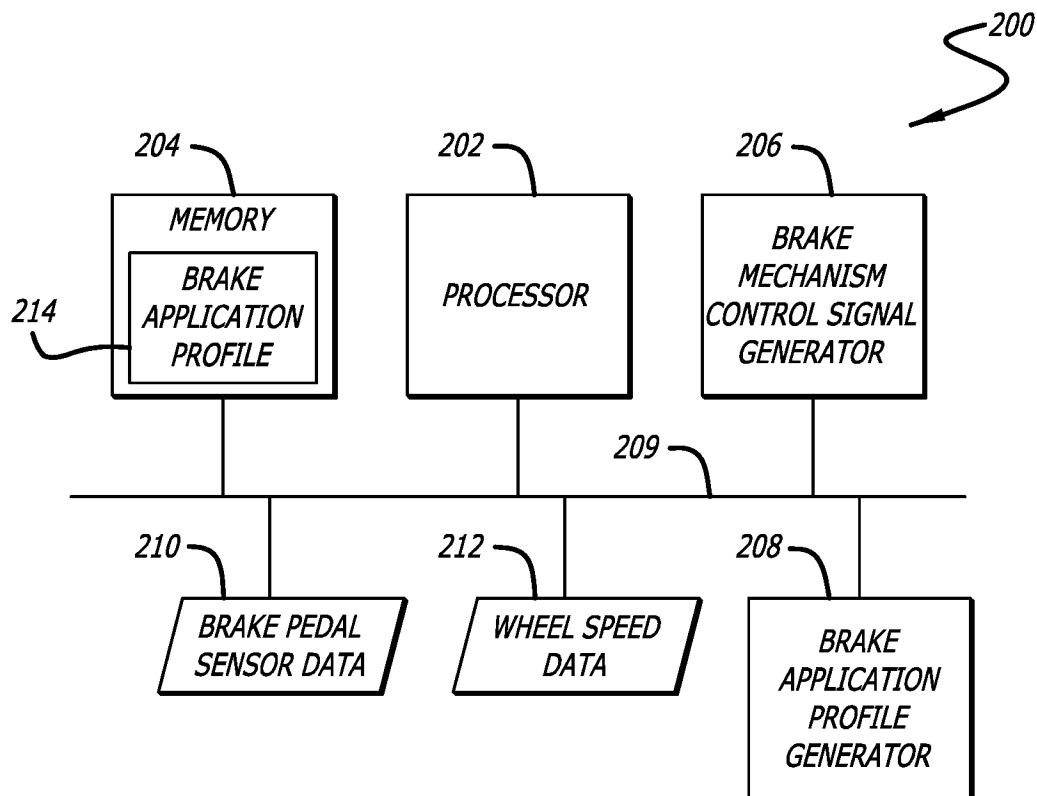 200
204
202
206
MEMORY
BRAKE
APPLICATION
PROFILE
214
PROCESSOR
BRAKE
MECHANISM
CONTROL SIGNAL
GENERATOR
209
210
212
208
BRAKE PEDAL
SENSOR DATA
WHEEL SPEED
DATA
BRAKE
APPLICATION
PROFILE
GENERATOR